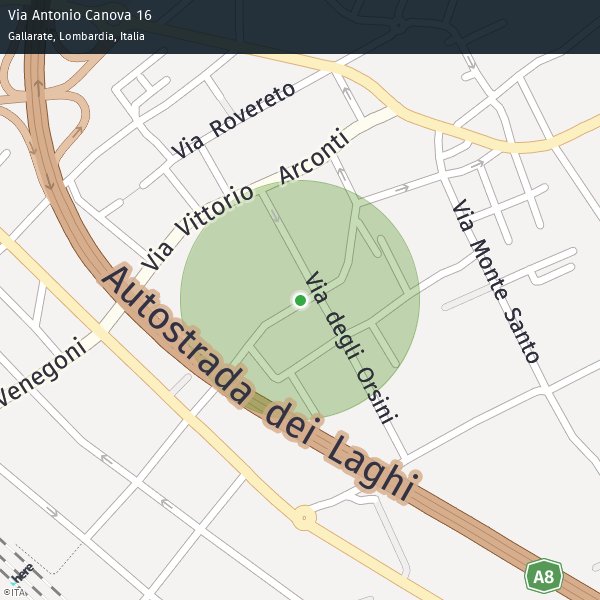 Via Antonio Canova 16
Gallarate, Lombardia, Italia
Via Rovereto
Via Vittorio Arconti
Via Monte Santo
Autostrada dei Laghi
Via degli Orsini
Venegoni
A8
here
©ITA